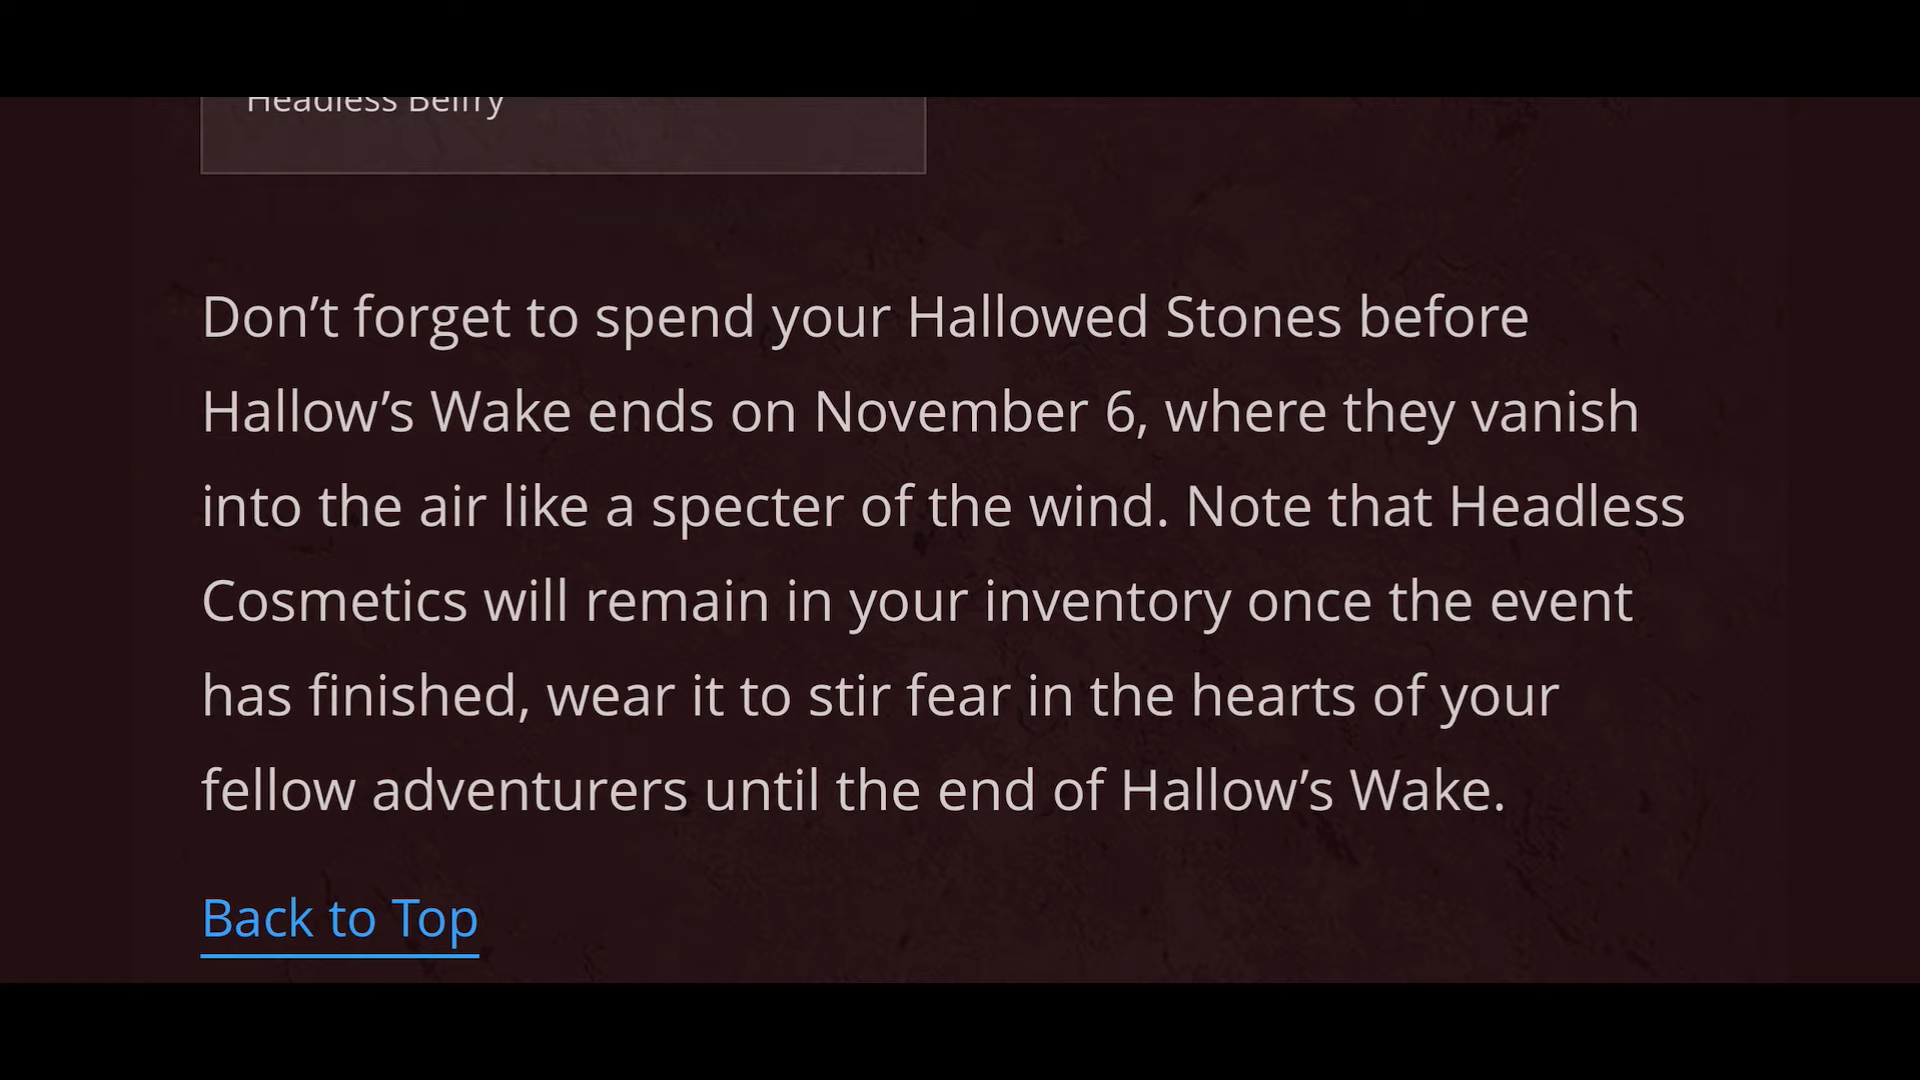 Headless Belfry
Don’t forget to spend your Hallowed Stones before
Hallow’s Wake ends on November 6, where they vanish
into the air like a specter of the wind. Note that Headless
Cosmetics will remain in your inventory once the event
has finished, wear it to stir fear in the hearts of your
fellow adventurers until the end of Hallow’s Wake.
Back to Top